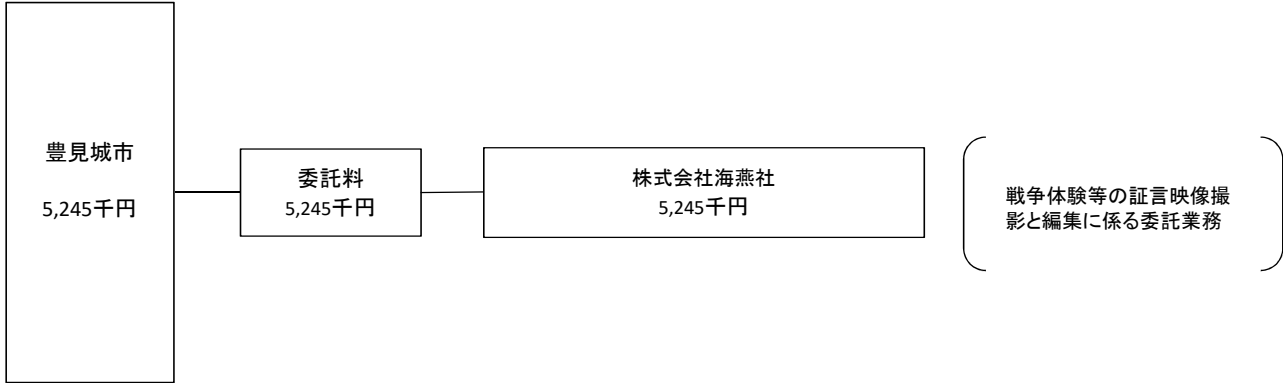 豊見城市
5,245千円
委託料
5,245千円
株式会社海燕社
5,245千円
戦争体験等の証言映像撮
影と編集に係る委託業務